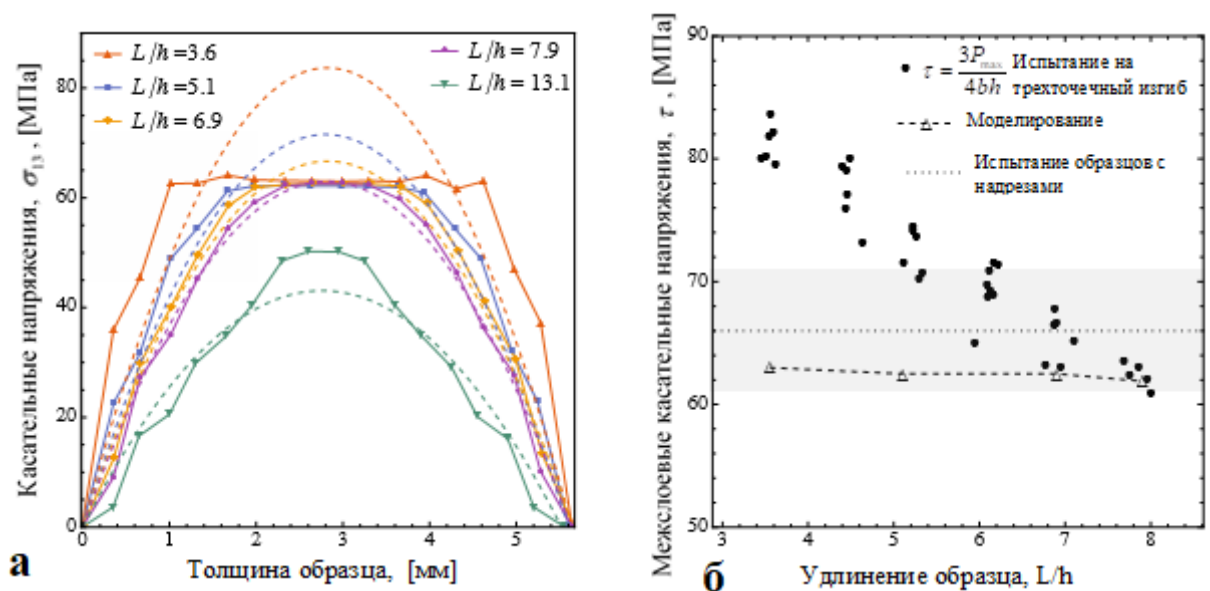 Касательные напряжения, σ₁₃, [МПа]
80
60
40
20
0
L/h=3.6
L/h=5.1
L/h=6.9
L/h=7.9
L/h=13.1
0 1 2 3 4 5
Толщина образца, [мм]
а
Межслоевые касательные напряжения, τ, [МПа]
90
80
70
60
50
τ = 3Pmax/4bh Испытание на
трехточечный изгиб
Моделирование
Испытание образцов с
надрезами
3 4 5 6 7 8
Удлинение образца, L/h
б